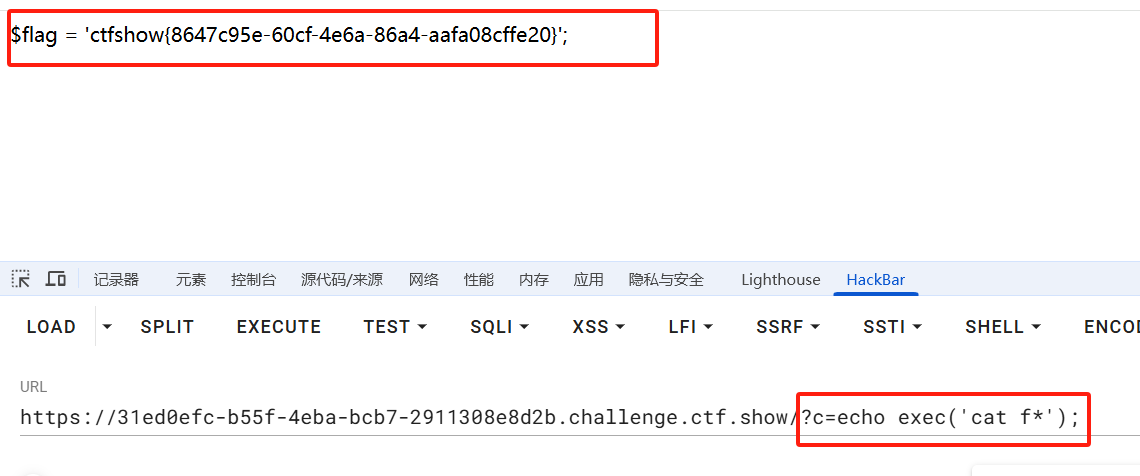 $flag = 'ctfshow{8647c95e-60cf-4e6a-86a4-aafa08cffe20}';
记录器 元素 控制台 源代码/来源 网络 性能 内存 应用 隐私与安全 Lighthouse HackBar
LOAD SPLIT EXECUTE TEST SQLI XSS LFI SSRF SSTI SHELL ENCOD
URL
https://31ed0efc-b55f-4eba-bcb7-2911308e8d2b.challenge.ctf.show/?c=echo exec('cat f*');